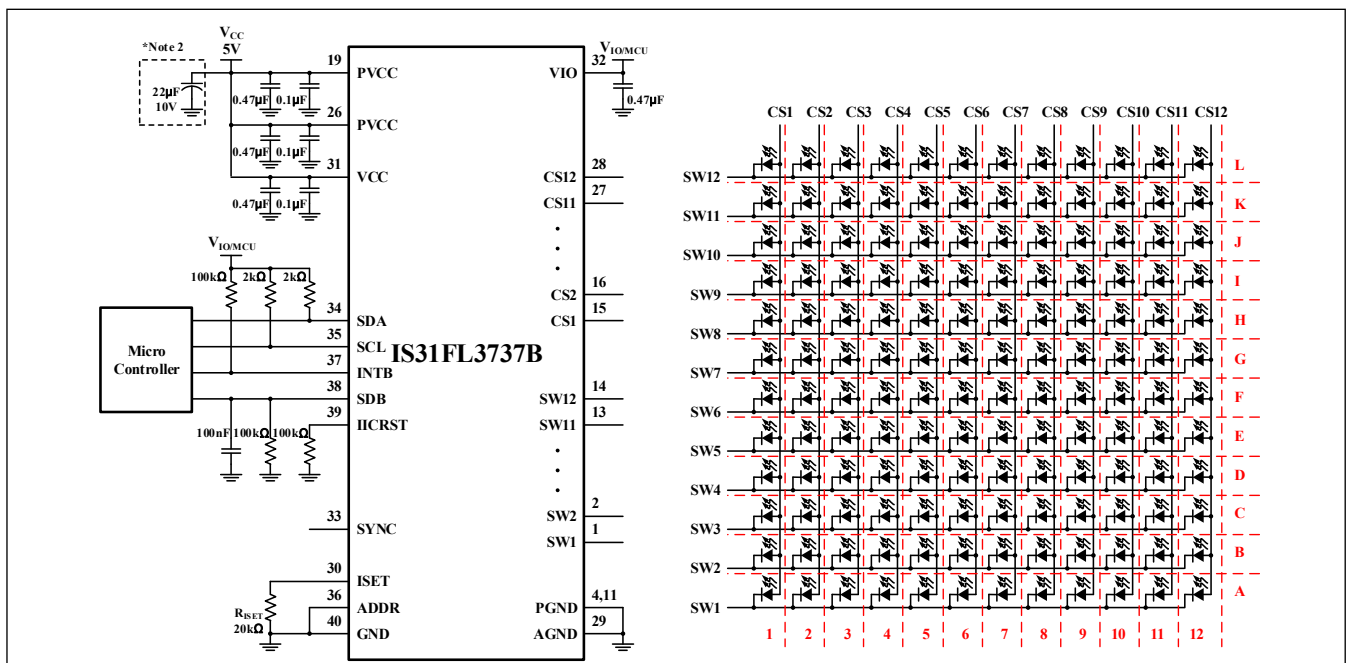 *Note 2
VCC
5V
22μF
10V
0.47μF 0.1μF
0.47μF 0.1μF
0.47μF 0.1μF
19 PVCC
26 PVCC
31 VCC
VIO/MCU
100kΩ 2kΩ 2kΩ
Micro
Controller
34 SDA
35 SCL
37 INTB
38 SDB
39 IICRST
100nF 100kΩ 100kΩ
33 SYNC
30 ISET
36 ADDR
40 GND
RISET
20kΩ
IS31FL3737B
VIO/MCU
VIO 32
0.47μF
CS12 28
CS11 27
CS2 16
CS1 15
SW12 14
SW11 13
SW2 2
SW1 1
PGND 4,11
AGND 29
CS1 CS2 CS3 CS4 CS5 CS6 CS7 CS8 CS9 CS10 CS11 CS12
SW12 L
SW11 K
SW10 J
SW9 I
SW8 H
SW7 G
SW6 F
SW5 E
SW4 D
SW3 C
SW2 B
SW1 A
1 2 3 4 5 6 7 8 9 10 11 12